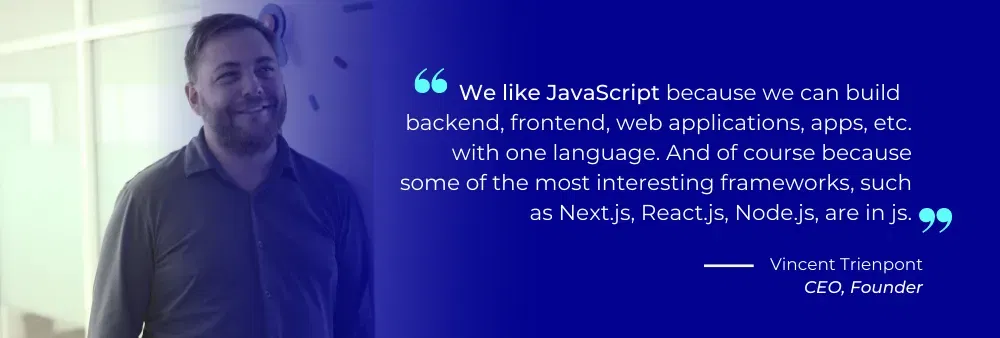 “ We like JavaScript because we can build
backend, frontend, web applications, apps, etc.
with one language. And of course because
some of the most interesting frameworks, such
as Next.js, React.js, Node.js, are in js. ”
Vincent Trienpont
CEO, Founder